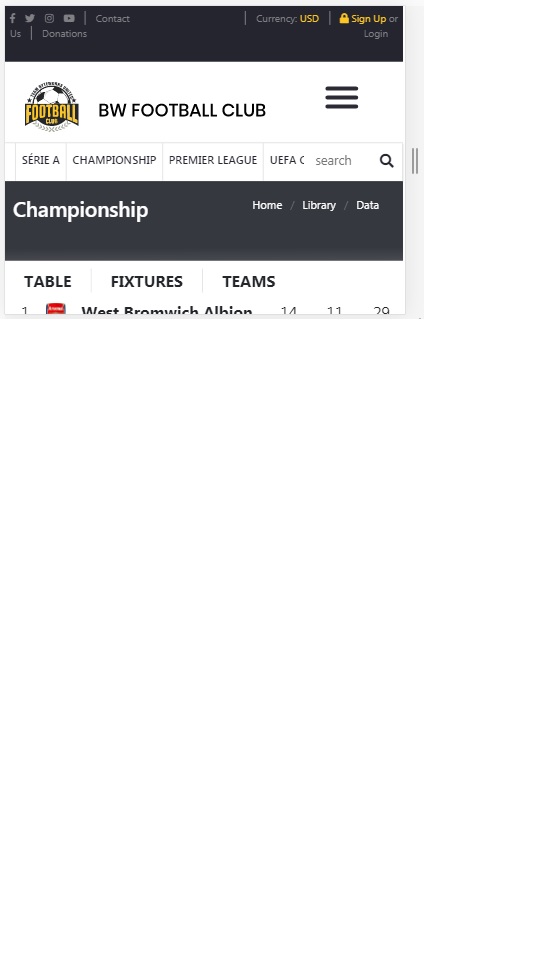 Contact Currency: USD Sign Up or
Us Donations Login
FOOTBALL
CLUB
BW FOOTBALL CLUB
SÉRIE A CHAMPIONSHIP PREMIER LEAGUE UEFA C search
Championship Home / Library / Data
TABLE FIXTURES TEAMS
1 West Bromwich Albion 14 11 29